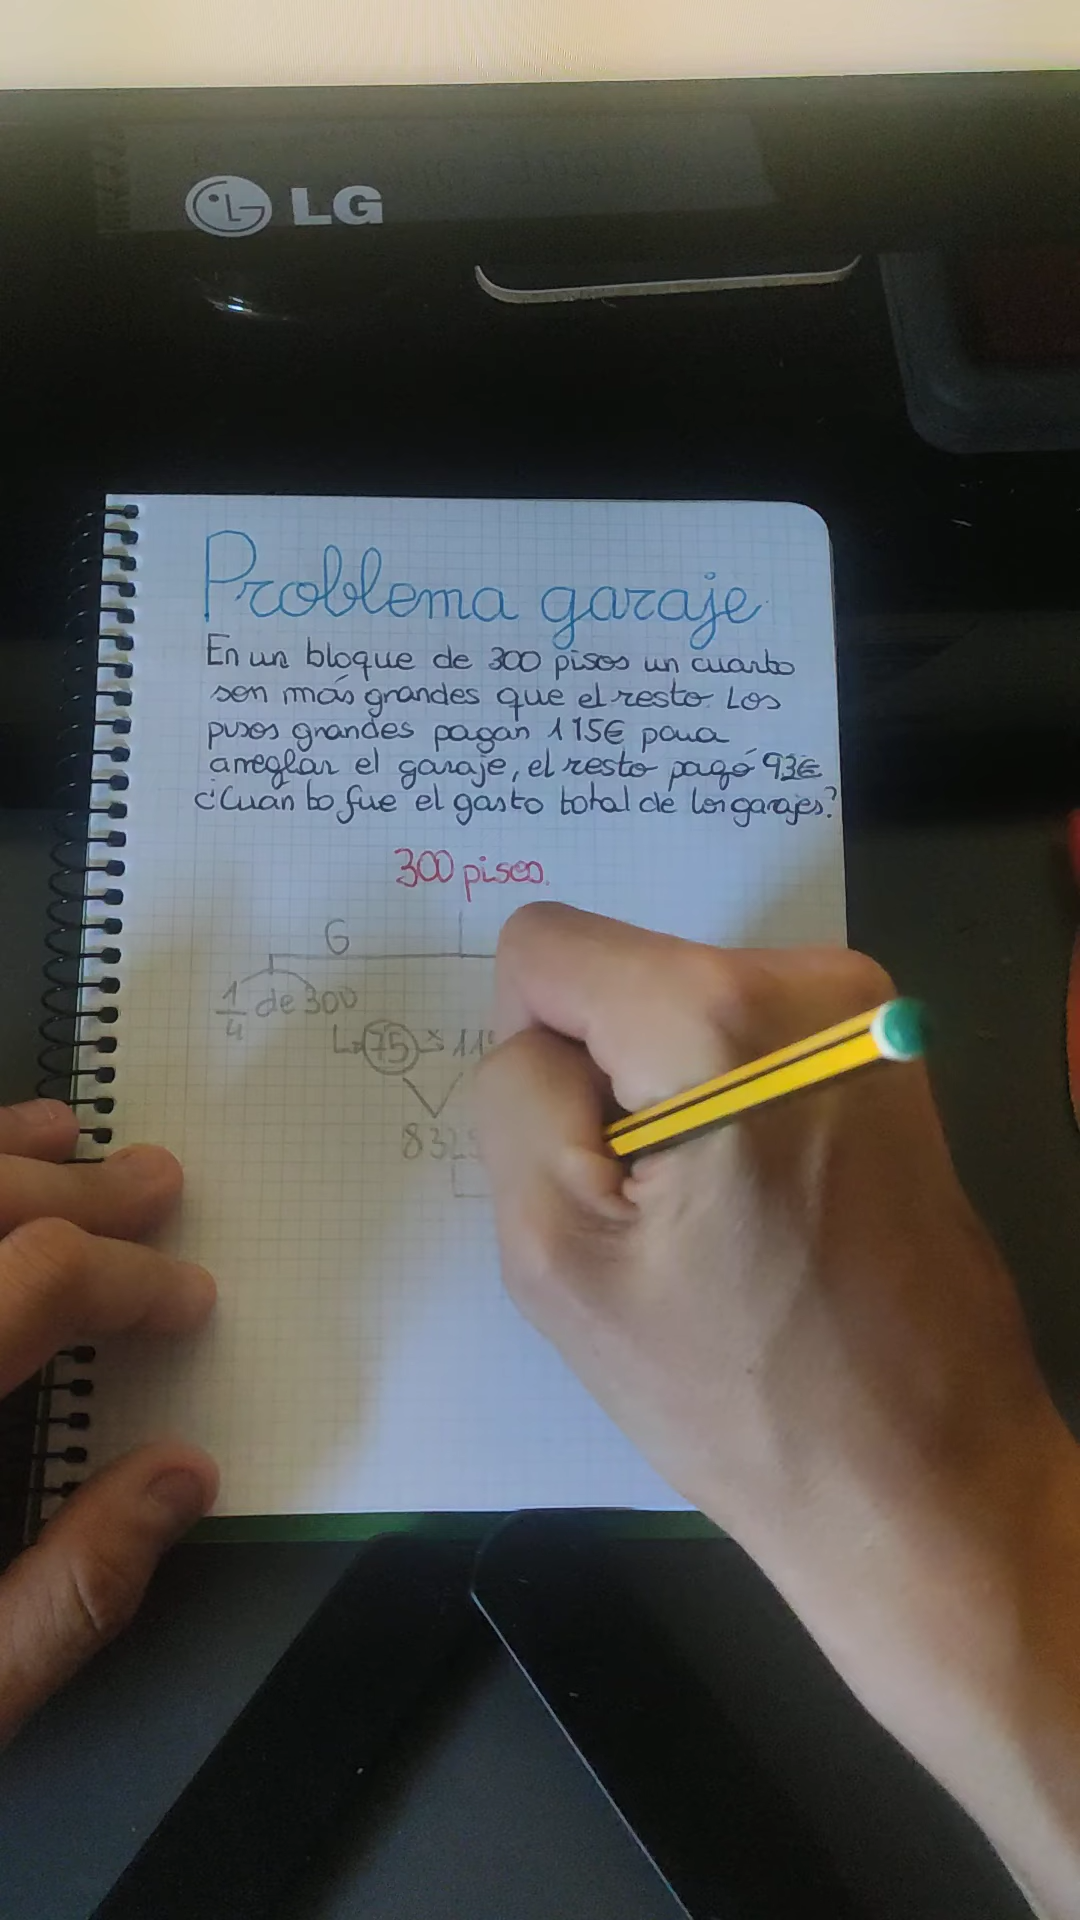 LG
Problema garaje
En un bloque de 300 pisos un cuarto
son más grandes que el resto. Los
pisos grandes pagan 115€ para
arreglar el garaje, el resto pagó 93€
¿Cuánto fue el gasto total de los garajes?
300 pisos.
G
1/4 de 300
75 x 11
832